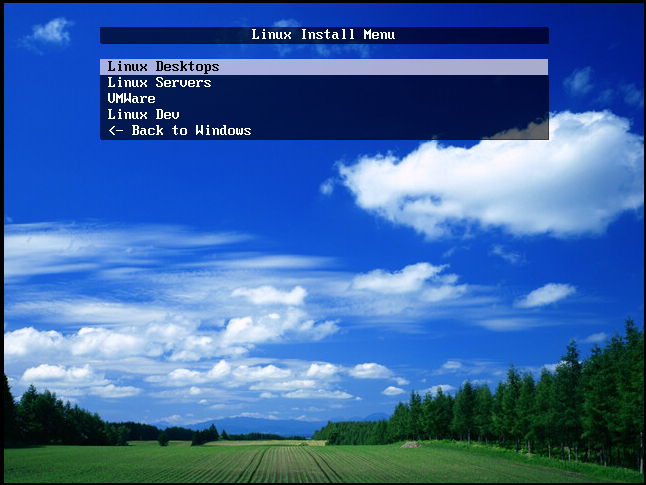 Linux Install Menu
Linux Desktops
Linux Servers
VMWare
Linux Dev
<- Back to Windows